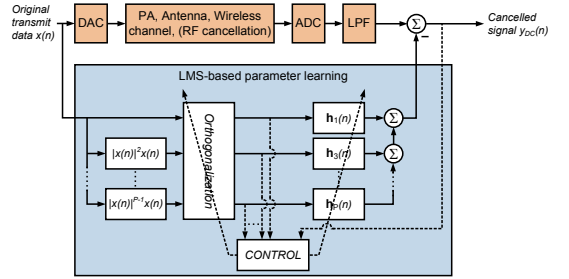 Original
transmit
data x(n)
DAC
PA, Antenna, Wireless
channel, (RF cancellation)
ADC
LPF
Σ
−
Cancelled
signal y_DC(n)
LMS-based parameter learning
Orthogonalization
h₁(n)
Σ
|x(n)|²x(n)
h₃(n)
Σ
|x(n)|ᴾ⁻¹x(n)
h_P(n)
CONTROL